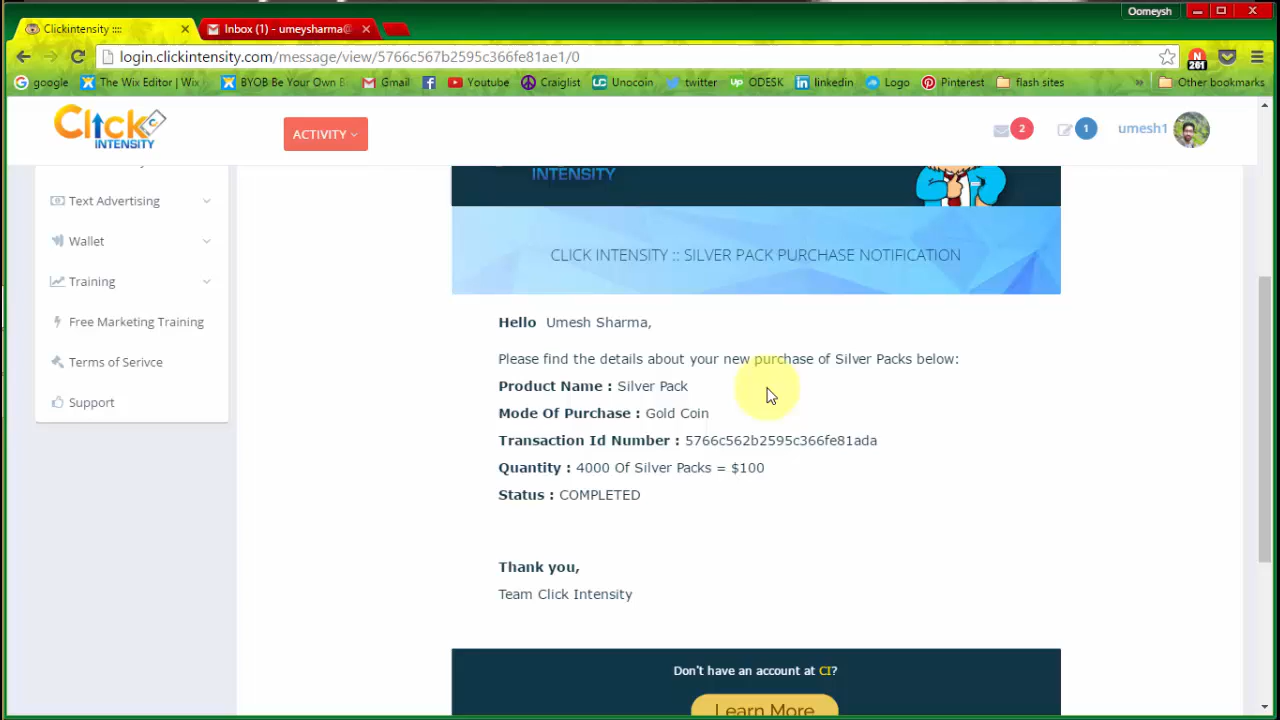 Oomeysh
Clickintensity ::::
Inbox (1) - umeysharma@
login.clickintensity.com/message/view/5766c567b2595c366fe81ae1/0
N
261
google
The Wix Editor | Wix
BYOB Be Your Own B
Gmail
Youtube
Craiglist
Unocoin
twitter
ODESK
linkedin
Logo
Pinterest
flash sites
»
Other bookmarks
Click
INTENSITY
ACTIVITY
2
1
umesh1
INTENSITY
Text Advertising
Wallet
CLICK INTENSITY :: SILVER PACK PURCHASE NOTIFICATION
Training
Free Marketing Training
Terms of Serivce
Support
Hello Umesh Sharma,
Please find the details about your new purchase of Silver Packs below:
Product Name : Silver Pack
Mode Of Purchase : Gold Coin
Transaction Id Number : 5766c562b2595c366fe81ada
Quantity : 4000 Of Silver Packs = $100
Status : COMPLETED
Thank you,
Team Click Intensity
Don't have an account at CI?
Learn More